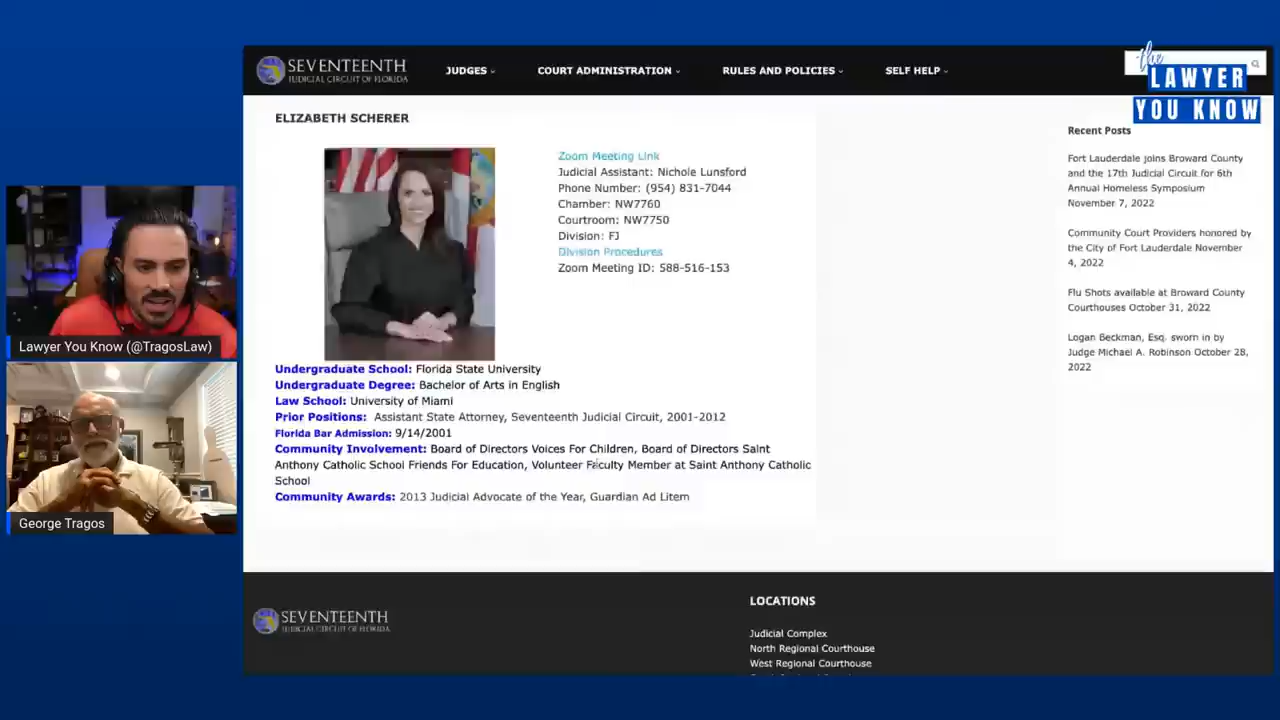 SEVENTEENTH
JUDICIAL CIRCUIT OF FLORIDA
JUDGES
COURT ADMINISTRATION
RULES AND POLICIES
SELF HELP
the
LAWYER
YOU KNOW
ELIZABETH SCHERER
Zoom Meeting Link
Judicial Assistant: Nichole Lunsford
Phone Number: (954) 831-7044
Chamber: NW7760
Courtroom: NW7750
Division: FJ
Division Procedures
Zoom Meeting ID: 588-516-153
Undergraduate School: Florida State University
Undergraduate Degree: Bachelor of Arts in English
Law School: University of Miami
Prior Positions: Assistant State Attorney, Seventeenth Judicial Circuit, 2001-2012
Florida Bar Admission: 9/14/2001
Community Involvement: Board of Directors Voices For Children, Board of Directors Saint
Anthony Catholic School Friends For Education, Volunteer Faculty Member at Saint Anthony Catholic
School
Community Awards: 2013 Judicial Advocate of the Year, Guardian Ad Litem
Recent Posts
Fort Lauderdale joins Broward County
and the 17th Judicial Circuit for 6th
Annual Homeless Symposium
November 7, 2022
Community Court Providers honored by
the City of Fort Lauderdale November
4, 2022
Flu Shots available at Broward County
Courthouses October 31, 2022
Logan Beckman, Esq. sworn in by
Judge Michael A. Robinson October 28,
2022
Lawyer You Know (@TragosLaw)
George Tragos
SEVENTEENTH
JUDICIAL CIRCUIT OF FLORIDA
LOCATIONS
Judicial Complex
North Regional Courthouse
West Regional Courthouse